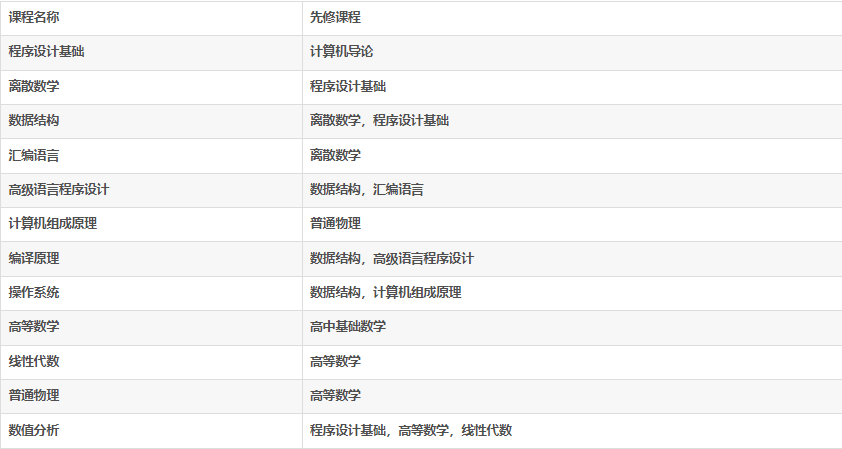 课程名称 先修课程
程序设计基础 计算机导论
离散数学 程序设计基础
数据结构 离散数学，程序设计基础
汇编语言 离散数学
高级语言程序设计 数据结构，汇编语言
计算机组成原理 普通物理
编译原理 数据结构，高级语言程序设计
操作系统 数据结构，计算机组成原理
高等数学 高中基础数学
线性代数 高等数学
普通物理 高等数学
数值分析 程序设计基础，高等数学，线性代数